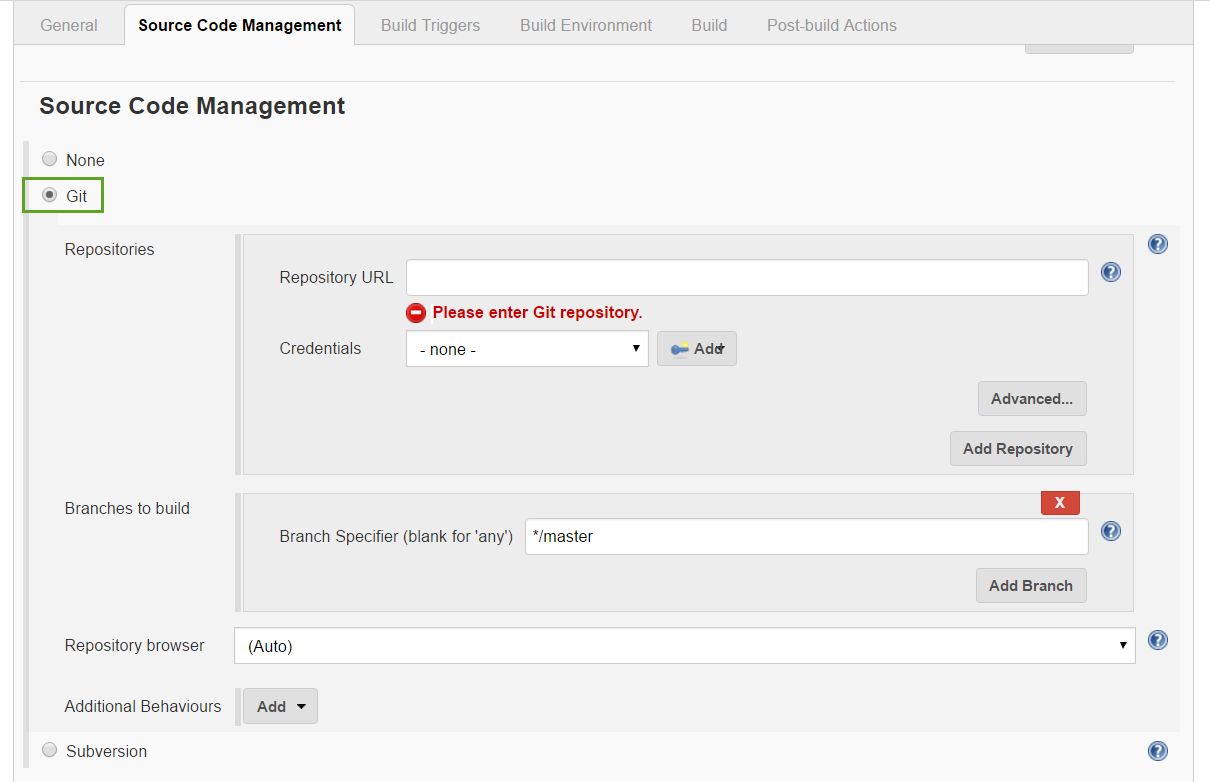 General Source Code Management Build Triggers Build Environment Build Post-build Actions
Source Code Management
None
Git
Repositories
Repository URL
Please enter Git repository.
Credentials - none - Add
Advanced...
Add Repository
Branches to build
X
Branch Specifier (blank for 'any') */master
Add Branch
Repository browser (Auto)
Additional Behaviours Add
Subversion